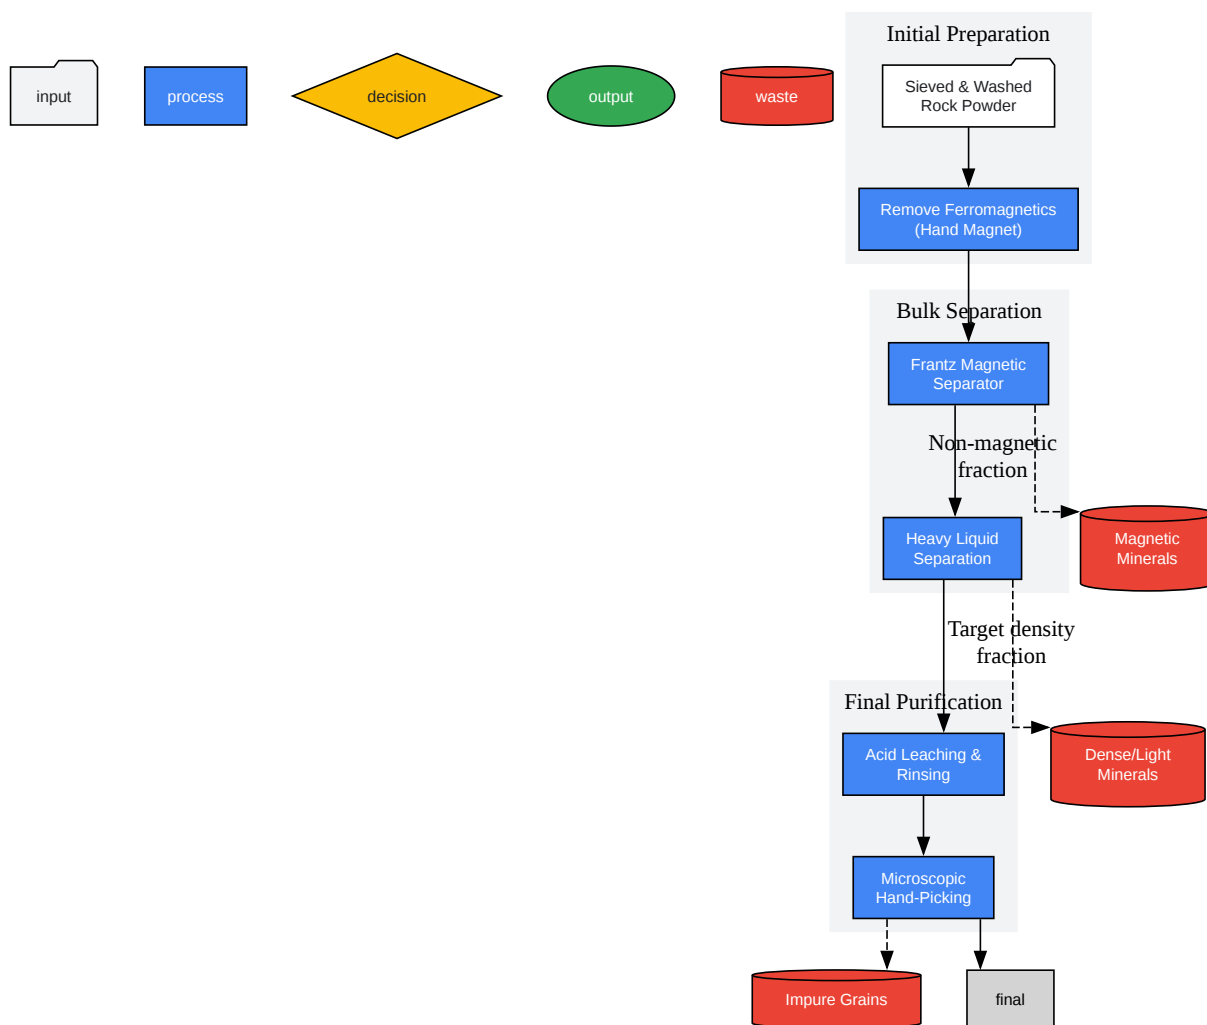 input
process
decision
output
waste
Initial Preparation
Sieved & Washed
Rock Powder
Remove Ferromagnetics
(Hand Magnet)
Bulk Separation
Frantz Magnetic
Separator
Non-magnetic
fraction
Heavy Liquid
Separation
Magnetic
Minerals
Target density
fraction
Final Purification
Acid Leaching &
Rinsing
Dense/Light
Minerals
Microscopic
Hand-Picking
Impure Grains
final